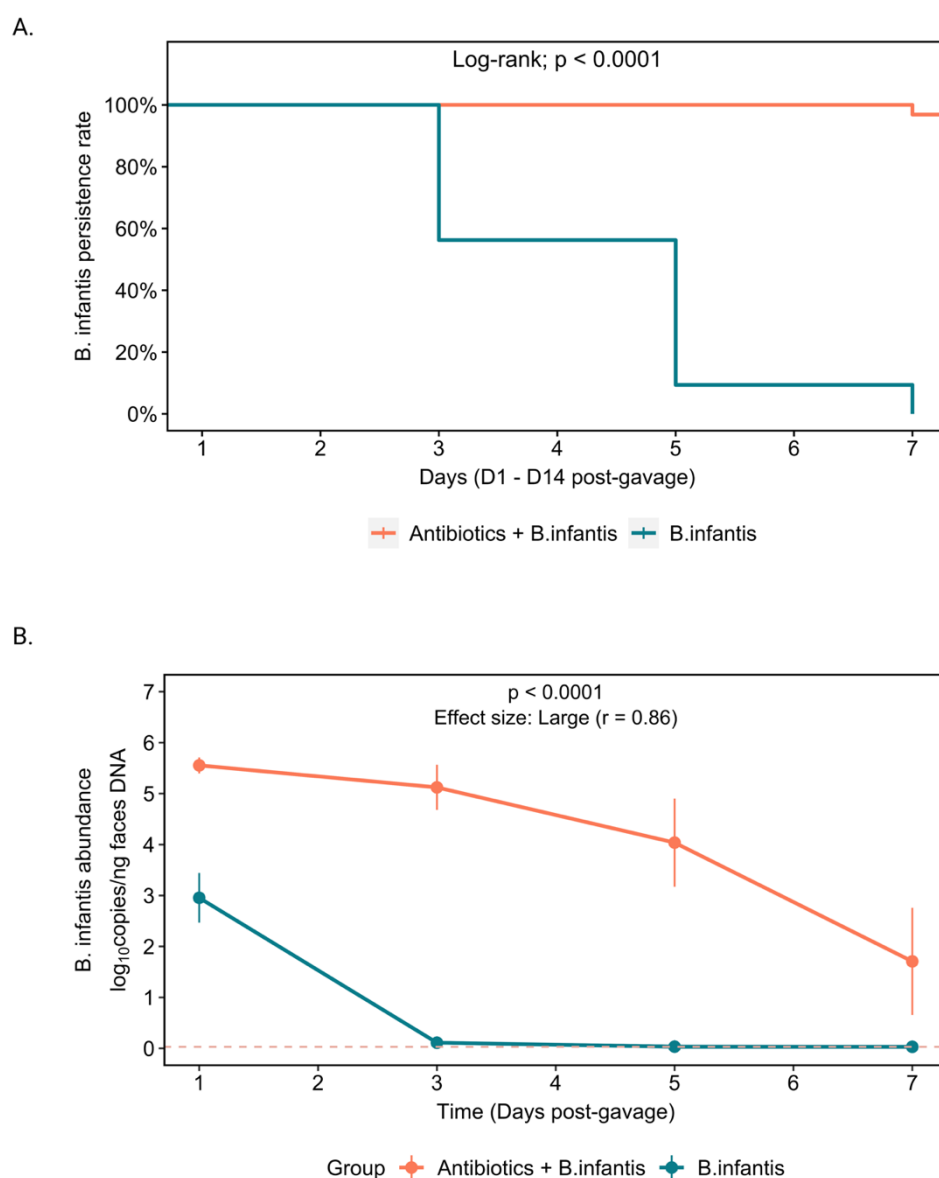 A.
Log-rank; p < 0.0001
B. infantis persistence rate
100%
80%
60%
40%
20%
0%
1 2 3 4 5 6 7
Days (D1 - D14 post-gavage)
Antibiotics + B.infantis B.infantis
B.
p < 0.0001
Effect size: Large (r = 0.86)
B. infantis abundance
log₁₀copies/ng faces DNA
7
6
5
4
3
2
1
0
1 2 3 4 5 6 7
Time (Days post-gavage)
Group Antibiotics + B.infantis B.infantis